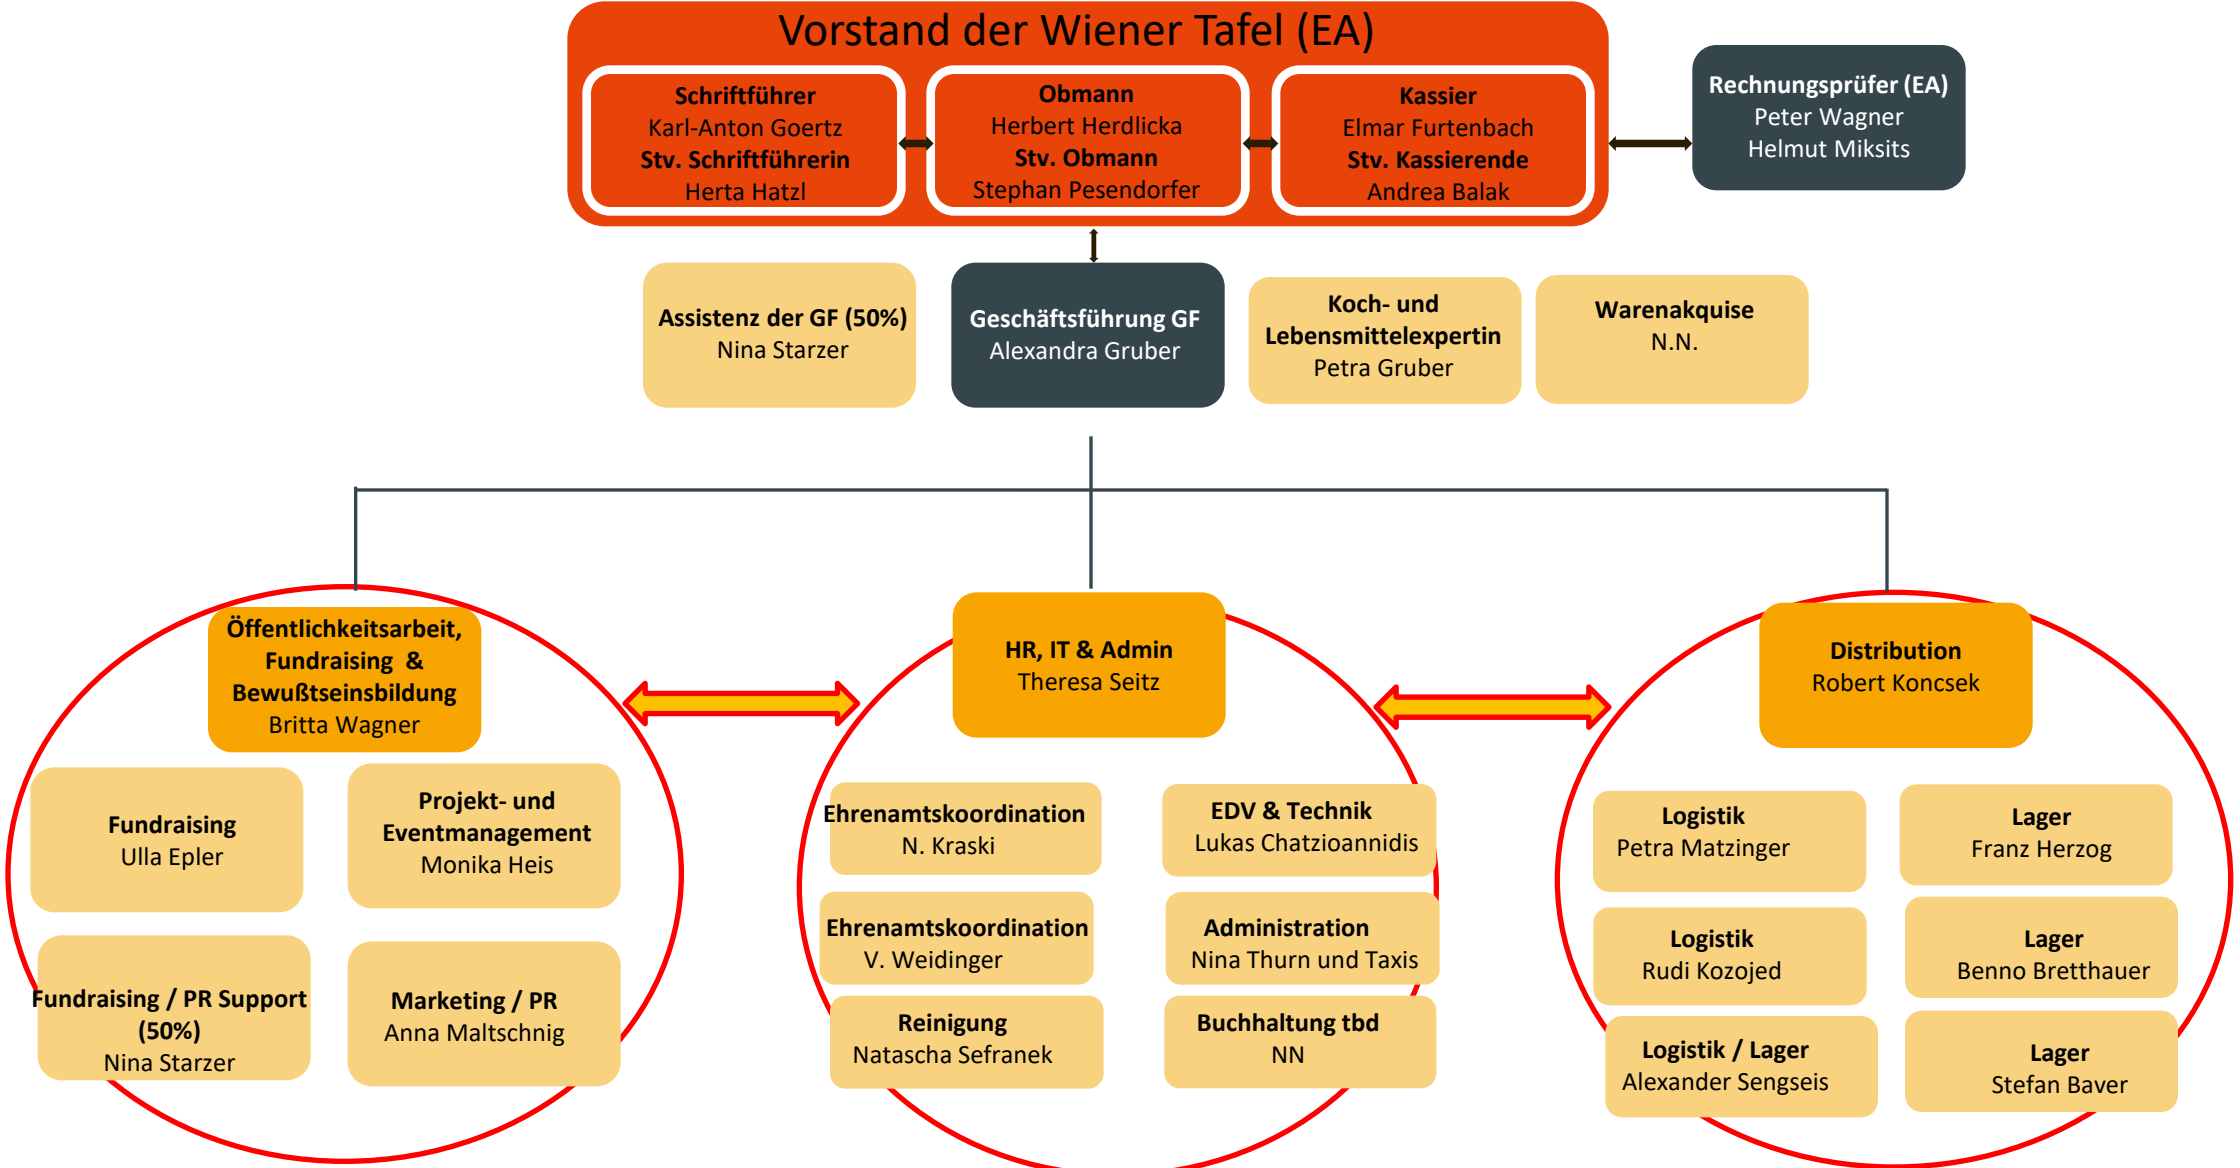 Vorstand der Wiener Tafel (EA)
Schriftführer
Karl-Anton Goertz
Stv. Schriftführerin
Herta Hatzl
Obmann
Herbert Herdlicka
Stv. Obmann
Stephan Pesendorfer
Kassier
Elmar Furtenbach
Stv. Kassierende
Andrea Balak
Rechnungsprüfer (EA)
Peter Wagner
Helmut Miksits
Assistenz der GF (50%)
Nina Starzer
Geschäftsführung GF
Alexandra Gruber
Koch- und
Lebensmittelexpertin
Petra Gruber
Warenakquise
N.N.
Öffentlichkeitsarbeit,
Fundraising &
Bewußtseinsbildung
Britta Wagner
Fundraising
Ulla Epler
Projekt- und
Eventmanagement
Monika Heis
Fundraising / PR Support
(50%)
Nina Starzer
Marketing / PR
Anna Maltschnig
HR, IT & Admin
Theresa Seitz
Ehrenamtskoordination
N. Kraski
EDV & Technik
Lukas Chatzioannidis
Ehrenamtskoordination
V. Weidinger
Administration
Nina Thurn und Taxis
Reinigung
Natascha Sefranek
Buchhaltung tbd
NN
Distribution
Robert Koncsek
Logistik
Petra Matzinger
Lager
Franz Herzog
Logistik
Rudi Kozojed
Lager
Benno Bretthauer
Logistik / Lager
Alexander Sengseis
Lager
Stefan Baver